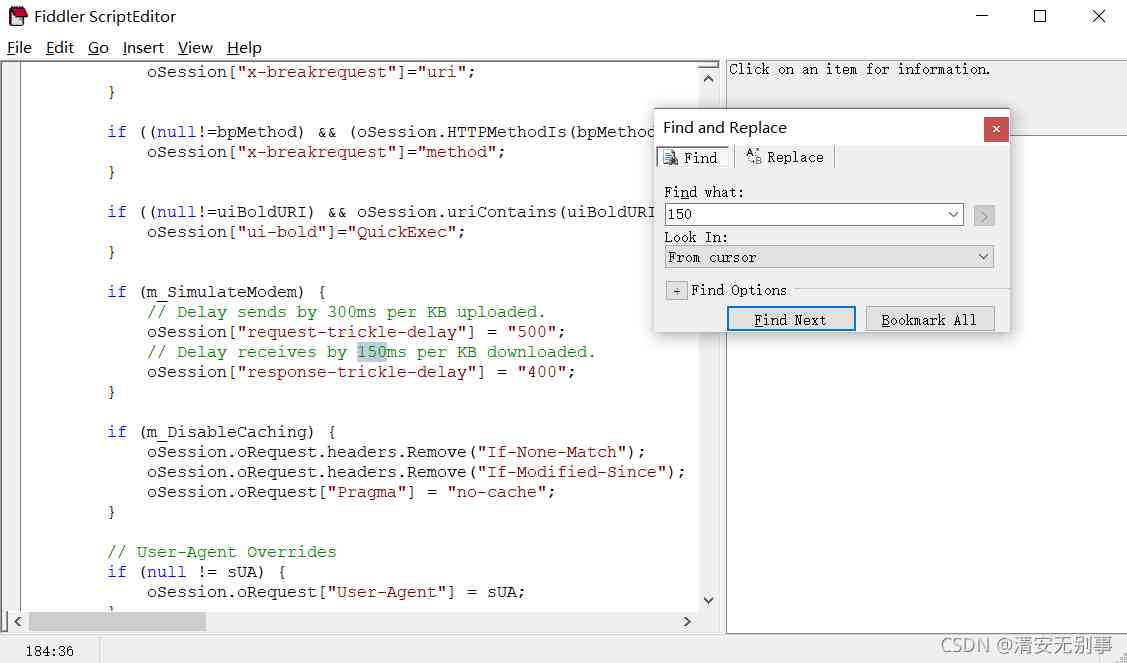 Fiddler ScriptEditor
File Edit Go Insert View Help
oSession["x-breakrequest"]="uri";
}
if ((null!=bpMethod) && (oSession.HTTPMethodIs(bpMethod
oSession["x-breakrequest"]="method";
}
if ((null!=uiBoldURI) && oSession.uriContains(uiBoldURI
oSession["ui-bold"]="QuickExec";
}
if (m_SimulateModem) {
// Delay sends by 300ms per KB uploaded.
oSession["request-trickle-delay"] = "500";
// Delay receives by 150ms per KB downloaded.
oSession["response-trickle-delay"] = "400";
}
if (m_DisableCaching) {
oSession.oRequest.headers.Remove("If-None-Match");
oSession.oRequest.headers.Remove("If-Modified-Since");
oSession.oRequest["Pragma"] = "no-cache";
}
// User-Agent Overrides
if (null != sUA) {
oSession.oRequest["User-Agent"] = sUA;
}
Click on an item for information.
Find and Replace
Find Replace
Find what:
150
Look In:
From cursor
+ Find Options
Find Next Bookmark All
184:36
CSDN @清安无别事